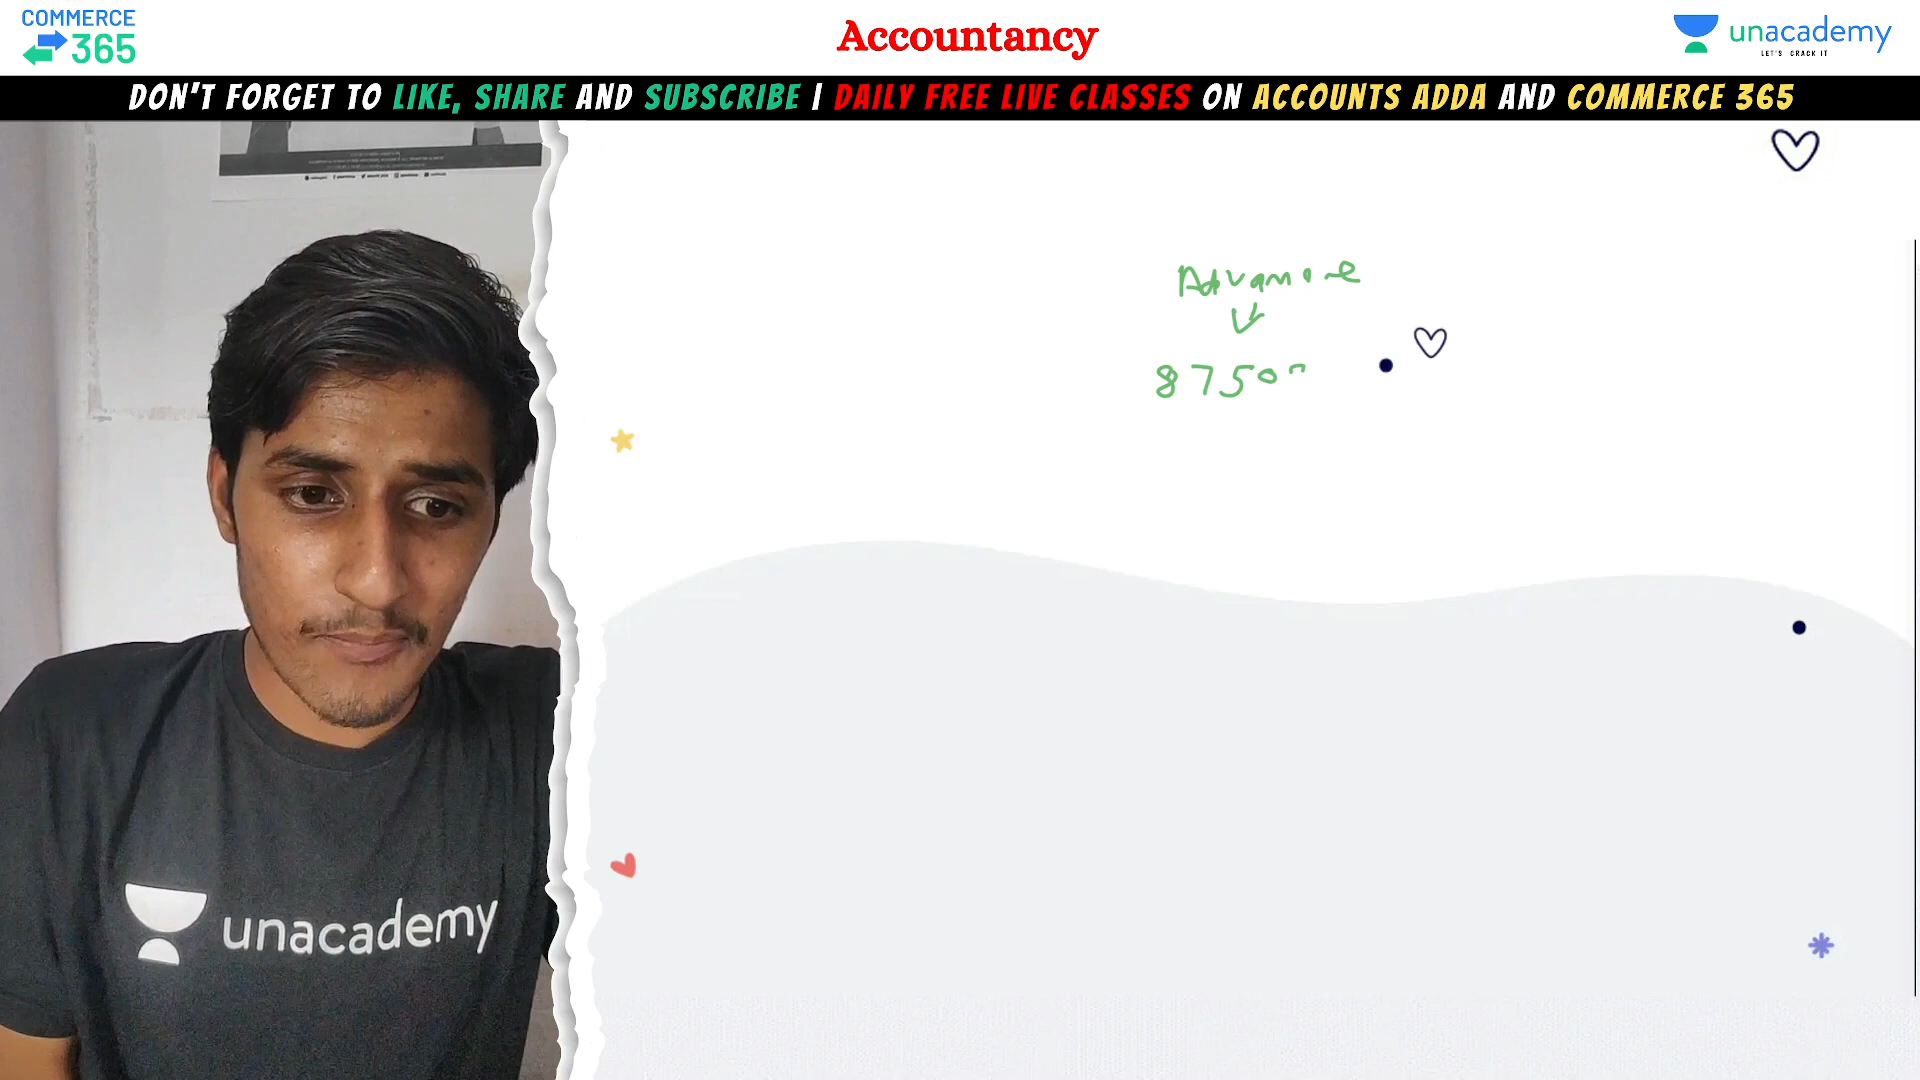 COMMERCE
365
Accountancy
unacademy
LET'S CRACK IT
DON'T FORGET TO LIKE, SHARE AND SUBSCRIBE | DAILY FREE LIVE CLASSES ON ACCOUNTS ADDA AND COMMERCE 365
Advance
87500
unacademy